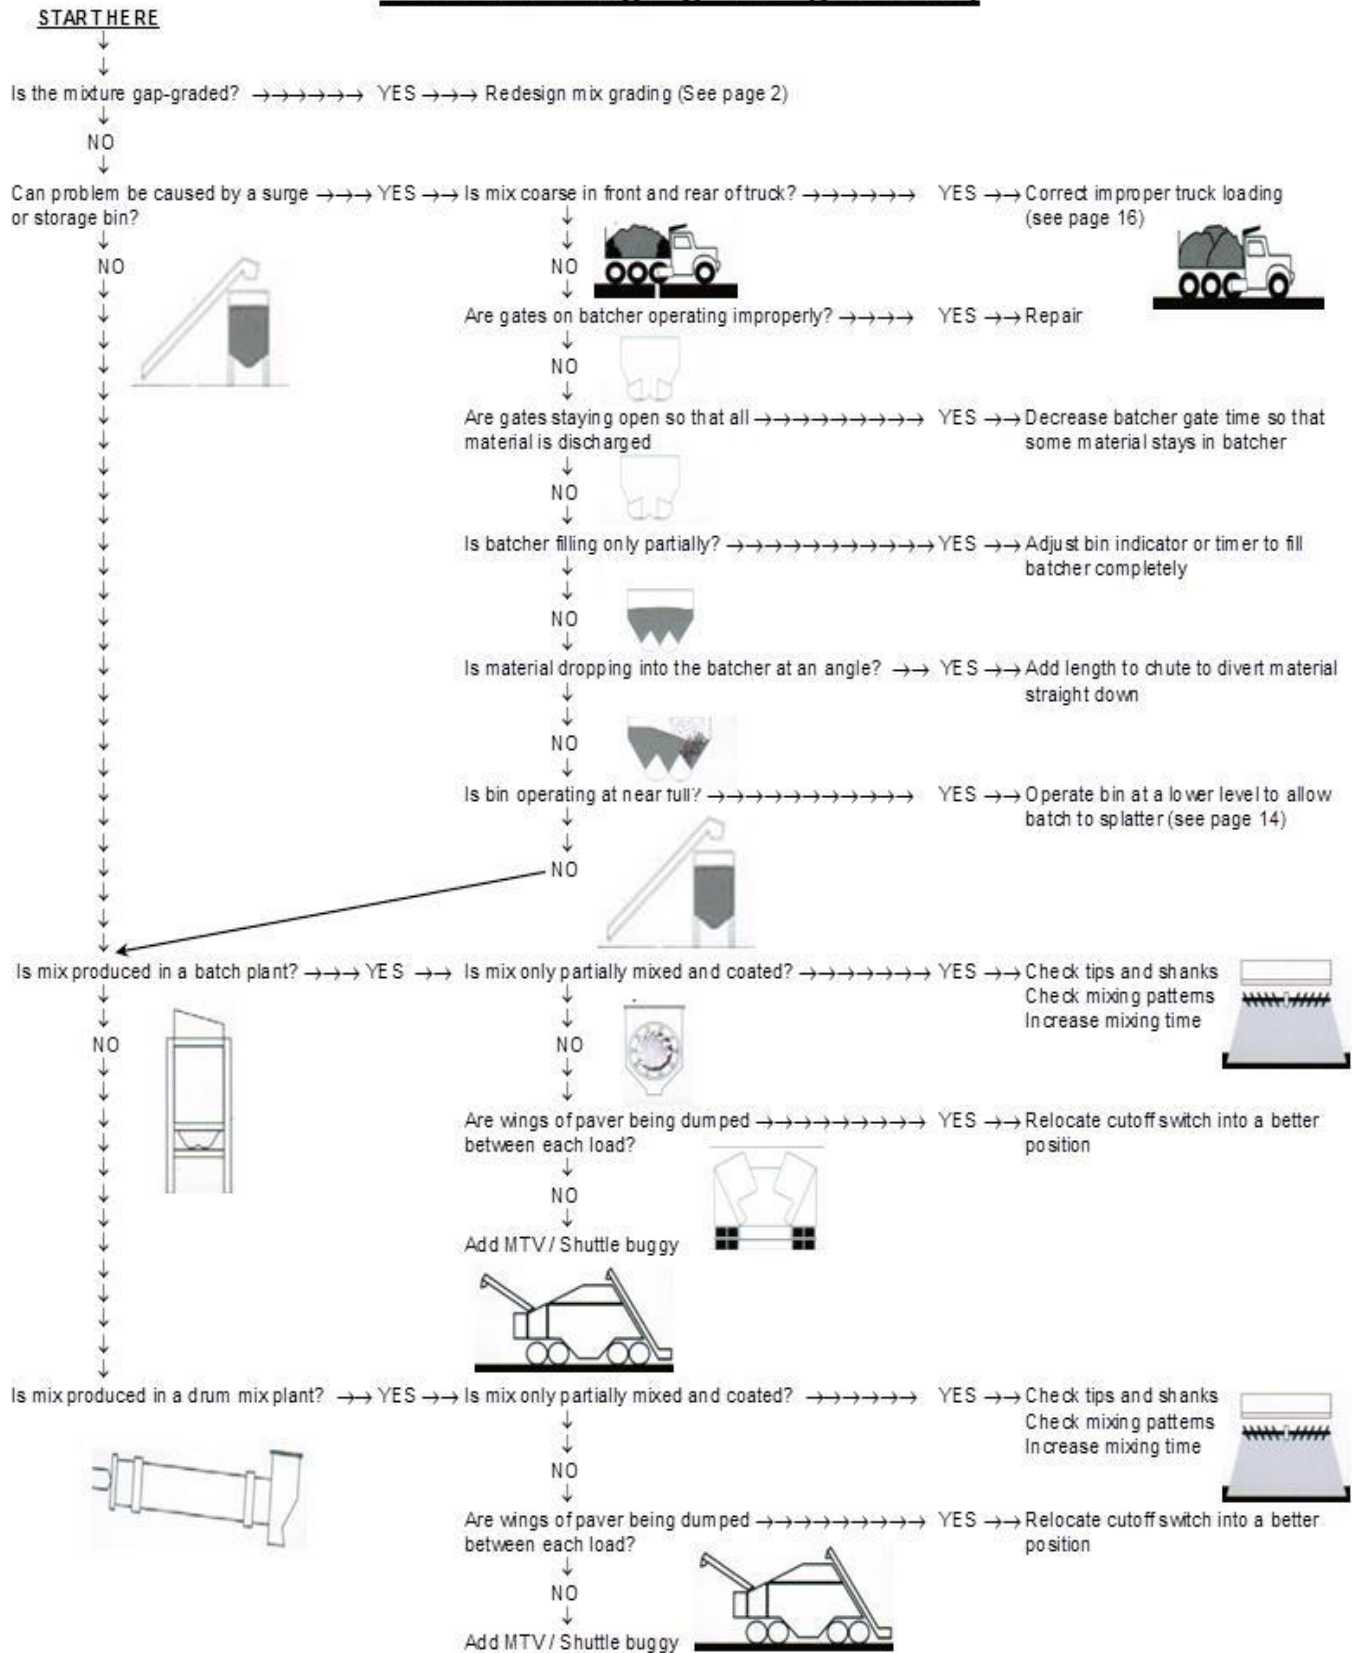 START HERE
Is the mixture gap-graded? →→→→→→→ YES →→→ Redesign mix grading (See page 2)
NO
Can problem be caused by a surge →→→→ YES →→ Is mix coarse in front and rear of truck? →→→→→→→ YES →→ Correct improper truck loading
or storage bin?
(see page 16)
NO
NO
Are gates on batcher operating improperly? →→→→ YES →→ Repair
NO
Are gates staying open so that all →→→→→→→→→→ YES →→ Decrease batcher gate time so that
material is discharged
some material stays in batcher
NO
Is batcher filling only partially? →→→→→→→→→→→→ YES →→ Adjust bin indicator or timer to fill
batcher completely
NO
Is material dropping into the batcher at an angle? →→ YES →→ Add length to chute to divert material
straight down
NO
Is bin operating at near full? →→→→→→→→→→→→ YES →→ Operate bin at a lower level to allow
batch to splatter (see page 14)
NO
Is mix produced in a batch plant? →→→ YES →→ Is mix only partially mixed and coated? →→→→→→→ YES →→ Check tips and shanks
Check mixing patterns
Increase mixing time
NO
NO
Are wings of paver being dumped →→→→→→→→→→ YES →→ Relocate cutoff switch into a better
between each load?
position
NO
Add MTV / Shuttle buggy
Is mix produced in a drum mix plant? →→ YES →→ Is mix only partially mixed and coated? →→→→→→→ YES →→ Check tips and shanks
Check mixing patterns
Increase mixing time
NO
Are wings of paver being dumped →→→→→→→→→→ YES →→ Relocate cutoff switch into a better
between each load?
position
NO
Add MTV / Shuttle buggy